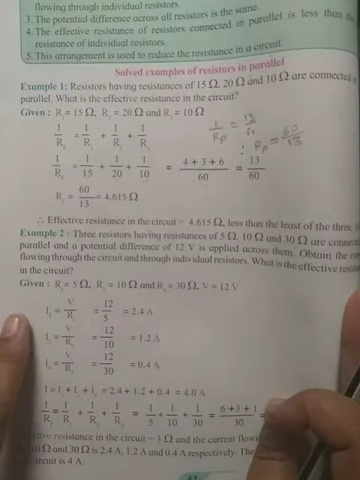 flowing through individual resistors.
3. The potential difference across all resistors is the same.
4. The effective resistance of resistors connected in parallel is less than the
resistance of individual resistors.
5. This arrangement is used to reduce the resistance in a circuit
Solved examples of resistors in parallel
Example 1: Resistors having resistances of 15 Ω, 20 Ω and 10 Ω are connected in
parallel. What is the effective resistance in the circuit?
Given : R₁= 15 Ω, R₂ = 20 Ω and R₃ = 10 Ω
1/Rp = 1/R₁ + 1/R₂ + 1/R₃
1/Rp = 13/60
1/Rp = 1/15 + 1/20 + 1/10 = 4 + 3 + 6/60 = 13/60
∴ Rp = 60/13
Rp = 60/13 = 4.615 Ω
∴ Effective resistance in the circuit = 4.615 Ω, less than the least of the three,
Example 2 : Three resistors having resistances of 5 Ω, 10 Ω and 30 Ω are
parallel and a potential difference of 12 V is applied across them. Obtain the
flowing through the circuit and through individual resistors. What is the effective
in the circuit?
Given : R₁= 5 Ω, R₂ = 10 Ω and R₃ = 30 Ω, V = 12 V
I₁ = V/R₁ = 12/5 = 2.4 A
I₂ = V/R₂ = 12/10 = 1.2 A
I₃ = V/R₃ = 12/30 = 0.4 A
I = I₁ + I₂ + I₃ = 2.4 + 1.2 + 0.4 = 4.0 A
1/Rp = 1/R₁ + 1/R₂ + 1/R₃ = 1/5 + 1/10 + 1/30 = 6 + 3 + 1/30 =
resistance in the circuit = 3 Ω and the current
10 Ω and 30 Ω is 2.4A, 1.2 A and 0.4 A respectively. The
circuit is 4 A.